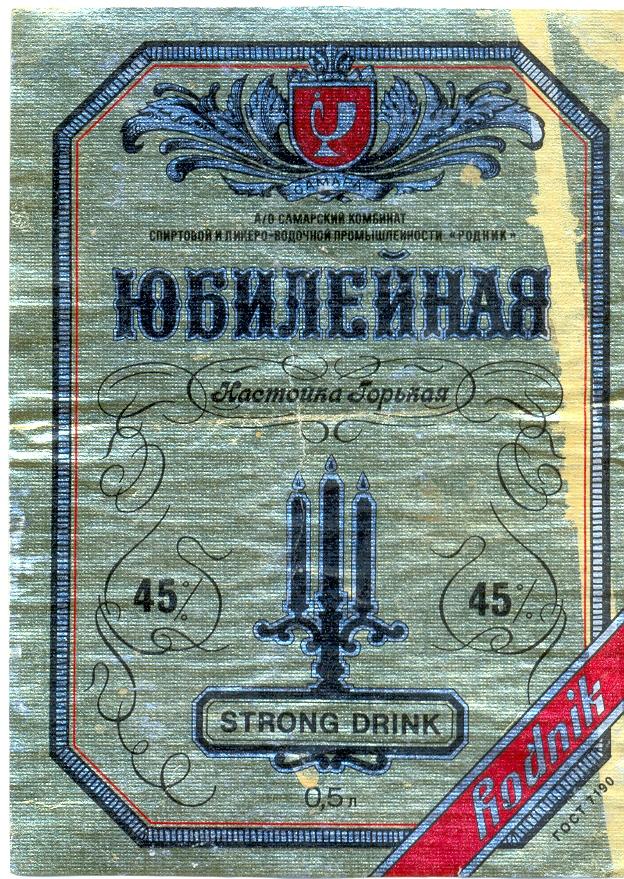 САМАРА
А/О САМАРСКИЙ КОМБИНАТ
СПИРТОВОЙ И ЛИКЕРО-ВОДОЧНОЙ ПРОМЫШЛЕННОСТИ «РОДНИК»
ЮБИЛЕЙНАЯ
Настойка Горькая
45% 45%
STRONG DRINK
0,5 л
Rodnik
ГОСТ 7190